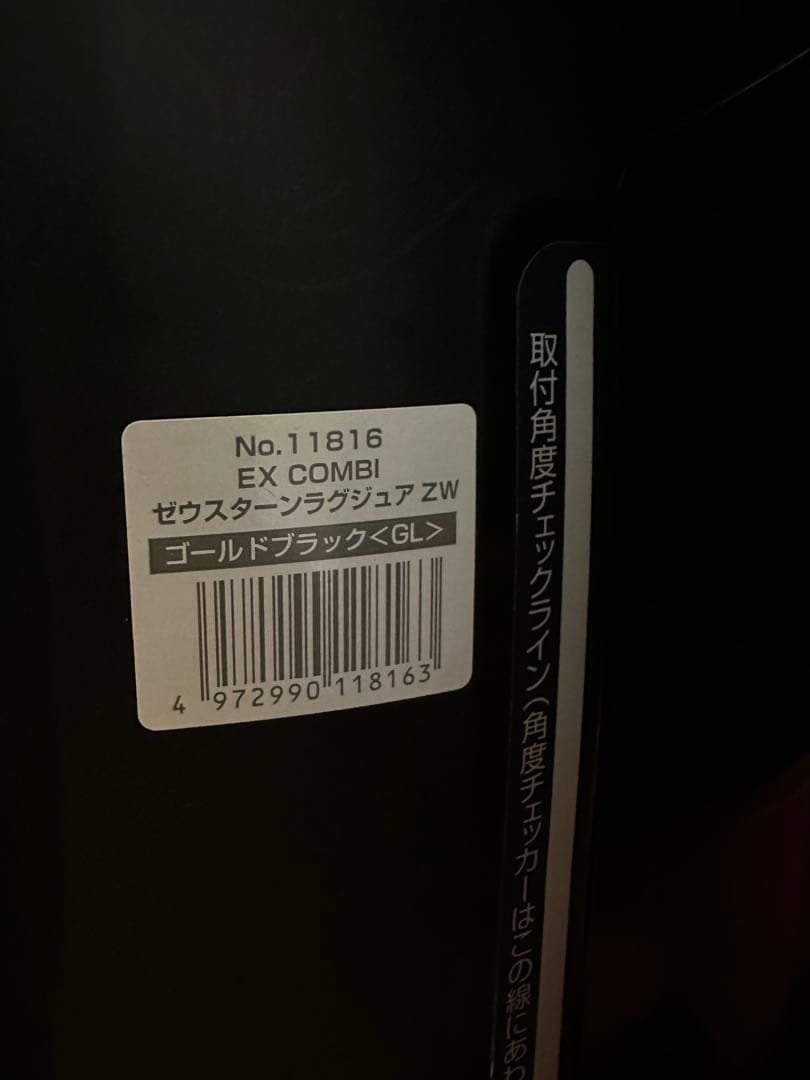 No.11816
EX COMBI
ゼウスターンラグジュア ZW
ゴールドブラック<GL>
4 972990 118163
取付角度チェックライン(角度チェッカーはこの線にあわ